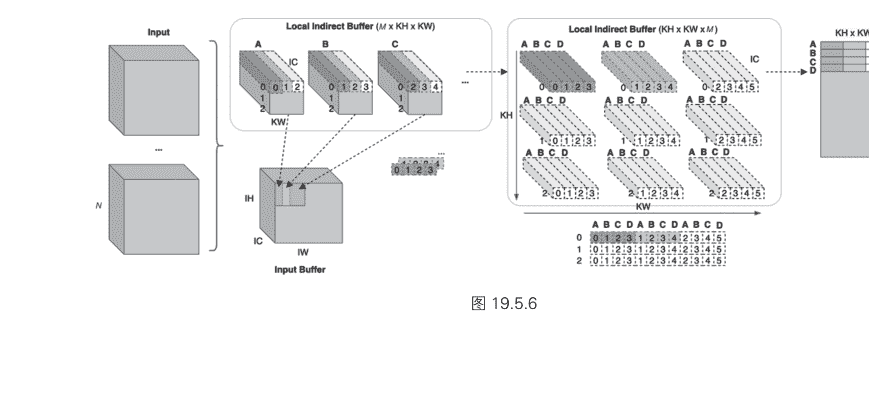 Input
...
N
Local Indirect Buffer (M x KH x KW)
A B C
IC
0 0 1 2 0 1 2 3 0 2 3 4
1 1 1
2 2 2
KW
...
0 1 2 3
IH
IC
IW
Input Buffer
Local Indirect Buffer (KH x KW x M)
A B C D A B C D A B C D
IC
0 0 1 2 3 0 1 2 3 4 0 2 3 4 5
KH
A B C D A B C D A B C D
1 0 1 2 3 1 1 2 3 4 1 2 3 4 5
A B C D A B C D A B C D
2 0 1 2 3 2 1 2 3 4 2 2 3 4 5
KW
A B C D A B C D A B C D
0 0 1 2 3 1 2 3 4 2 3 4 5
1 0 1 2 3 1 2 3 4 2 3 4 5
2 0 1 2 3 1 2 3 4 2 3 4 5
KH x KW
A
B
C
D
图 19.5.6